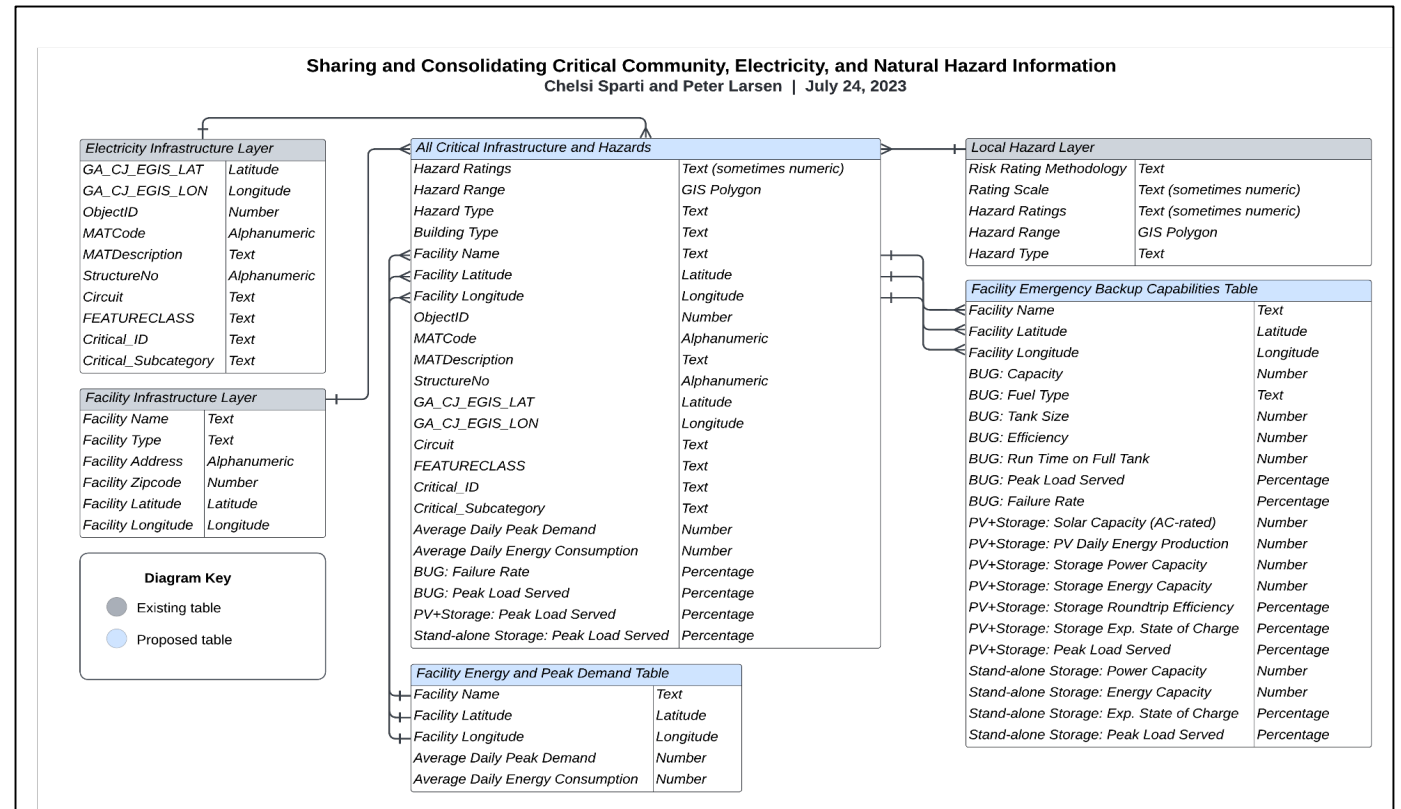 Sharing and Consolidating Critical Community, Electricity, and Natural Hazard Information
Chelsi Sparti and Peter Larsen | July 24, 2023
Electricity Infrastructure Layer
GA_CJ_EGIS_LAT Latitude
GA_CJ_EGIS_LON Longitude
ObjectID Number
MATCode Alphanumeric
MATDescription Text
StructureNo Alphanumeric
Circuit Text
FEATURECLASS Text
Critical_ID Text
Critical_Subcategory Text
Facility Infrastructure Layer
Facility Name Text
Facility Type Text
Facility Address Alphanumeric
Facility Zipcode Number
Facility Latitude Latitude
Facility Longitude Longitude
Diagram Key
Existing table
Proposed table
All Critical Infrastructure and Hazards
Hazard Ratings Text (sometimes numeric)
Hazard Range GIS Polygon
Hazard Type Text
Building Type Text
Facility Name Text
Facility Latitude Latitude
Facility Longitude Longitude
ObjectID Number
MATCode Alphanumeric
MATDescription Text
StructureNo Alphanumeric
GA_CJ_EGIS_LAT Latitude
GA_CJ_EGIS_LON Longitude
Circuit Text
FEATURECLASS Text
Critical_ID Text
Critical_Subcategory Text
Average Daily Peak Demand Number
Average Daily Energy Consumption Number
BUG: Failure Rate Percentage
BUG: Peak Load Served Percentage
PV+Storage: Peak Load Served Percentage
Stand-alone Storage: Peak Load Served Percentage
Facility Energy and Peak Demand Table
Facility Name Text
Facility Latitude Latitude
Facility Longitude Longitude
Average Daily Peak Demand Number
Average Daily Energy Consumption Number
Local Hazard Layer
Risk Rating Methodology Text
Rating Scale Text (sometimes numeric)
Hazard Ratings Text (sometimes numeric)
Hazard Range GIS Polygon
Hazard Type Text
Facility Emergency Backup Capabilities Table
Facility Name Text
Facility Latitude Latitude
Facility Longitude Longitude
BUG: Capacity Number
BUG: Fuel Type Text
BUG: Tank Size Number
BUG: Efficiency Number
BUG: Run Time on Full Tank Number
BUG: Peak Load Served Percentage
BUG: Failure Rate Percentage
PV+Storage: Solar Capacity (AC-rated) Number
PV+Storage: PV Daily Energy Production Number
PV+Storage: Storage Power Capacity Number
PV+Storage: Storage Energy Capacity Number
PV+Storage: Storage Roundtrip Efficiency Percentage
PV+Storage: Storage Exp. State of Charge Percentage
PV+Storage: Peak Load Served Percentage
Stand-alone Storage: Power Capacity Number
Stand-alone Storage: Energy Capacity Number
Stand-alone Storage: Exp. State of Charge Percentage
Stand-alone Storage: Peak Load Served Percentage